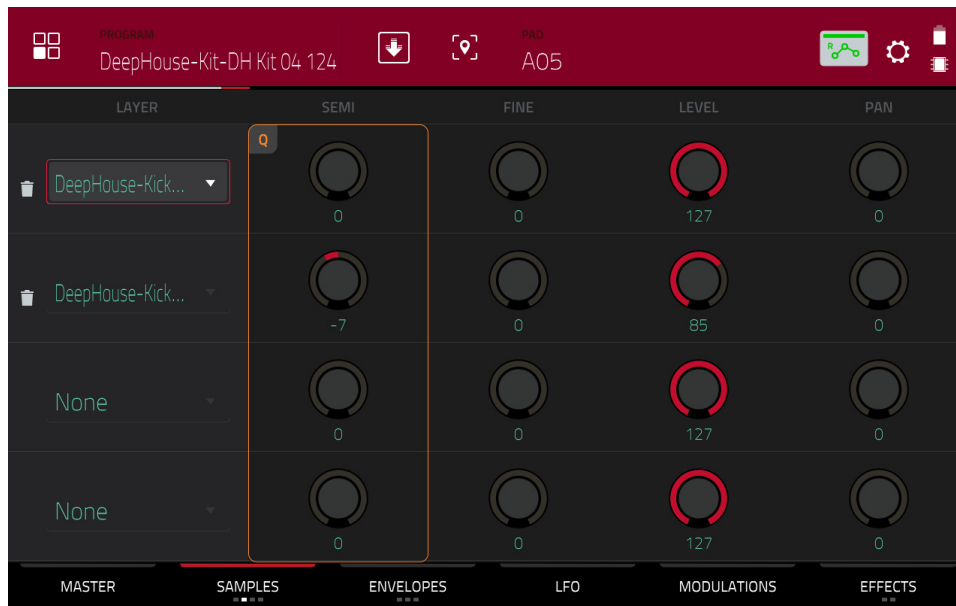 PROGRAM
DeepHouse-Kit-DH Kit 04 124
PAD
A05
R
LAYER SEMI FINE LEVEL PAN
Q
DeepHouse-Kick...
0 0 127 0
DeepHouse-Kick...
-7 0 85 0
None
0 0 127 0
None
0 0 127 0
MASTER SAMPLES ENVELOPES LFO MODULATIONS EFFECTS